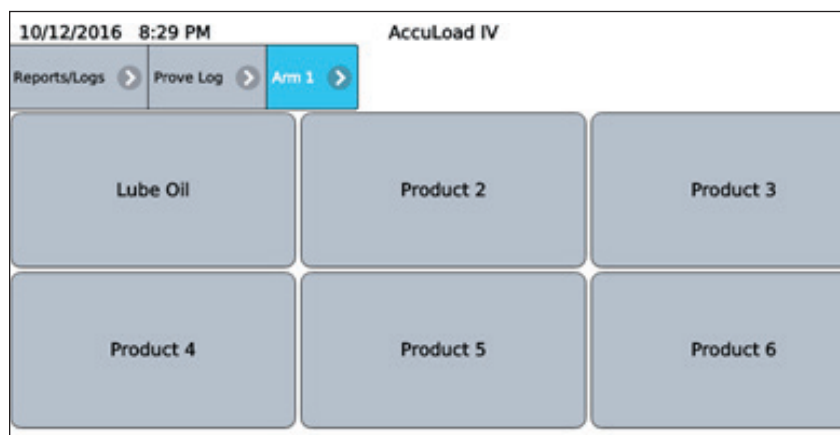 10/12/2016 8:29 PM AccuLoad IV
Reports/Logs Prove Log Arm 1
Lube Oil Product 2 Product 3
Product 4 Product 5 Product 6